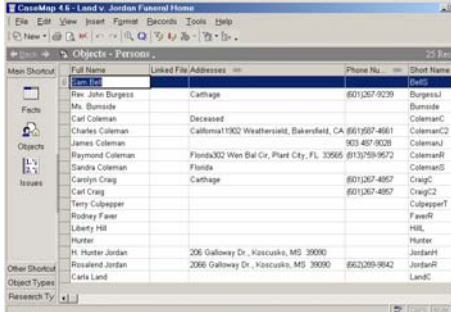 CaseMap 4.6 - Land v. Jordan Funeral Home
File Edit View Insert Format Records Tools Help
New
Back Objects - Persons 25 Rec
Main Shortcut Full Name Linked File Addresses Phone Nu... Short Name
Sam Bell BellS
Rev. John Burgess Carthage (601)267-9239 BurgessJ
Ms. Burnside Burnside
Facts Carl Coleman Deceased ColemanC
Charles Coleman California11902 Weathersield, Bakersfield, CA (661)587-4661 ColemanC2
James Coleman 903 487-9028 ColemanJ
Objects Raymond Coleman Florida302 Wen Bal Cir, Plant City, FL 33565 (813)759-9572 ColemanR
Sandra Coleman Florida ColemanS
Carolyn Craig Carthage (601)267-4857 CraigC
Issues Carl Craig (601)267-4857 CraigC2
Terry Culpepper CulpepperT
Rodney Faver FaverR
Liberty Hill HillL
Hunter Hunter
H. Hunter Jordan 206 Galloway Dr., Koscusko, MS 39090 JordanH
Other Shortcut Rosalend Jordan 2066 Galloway Dr., Koscusko, MS 39090 (662)289-9842 JordanR
Object Types Carla Land LandC
Research Ty